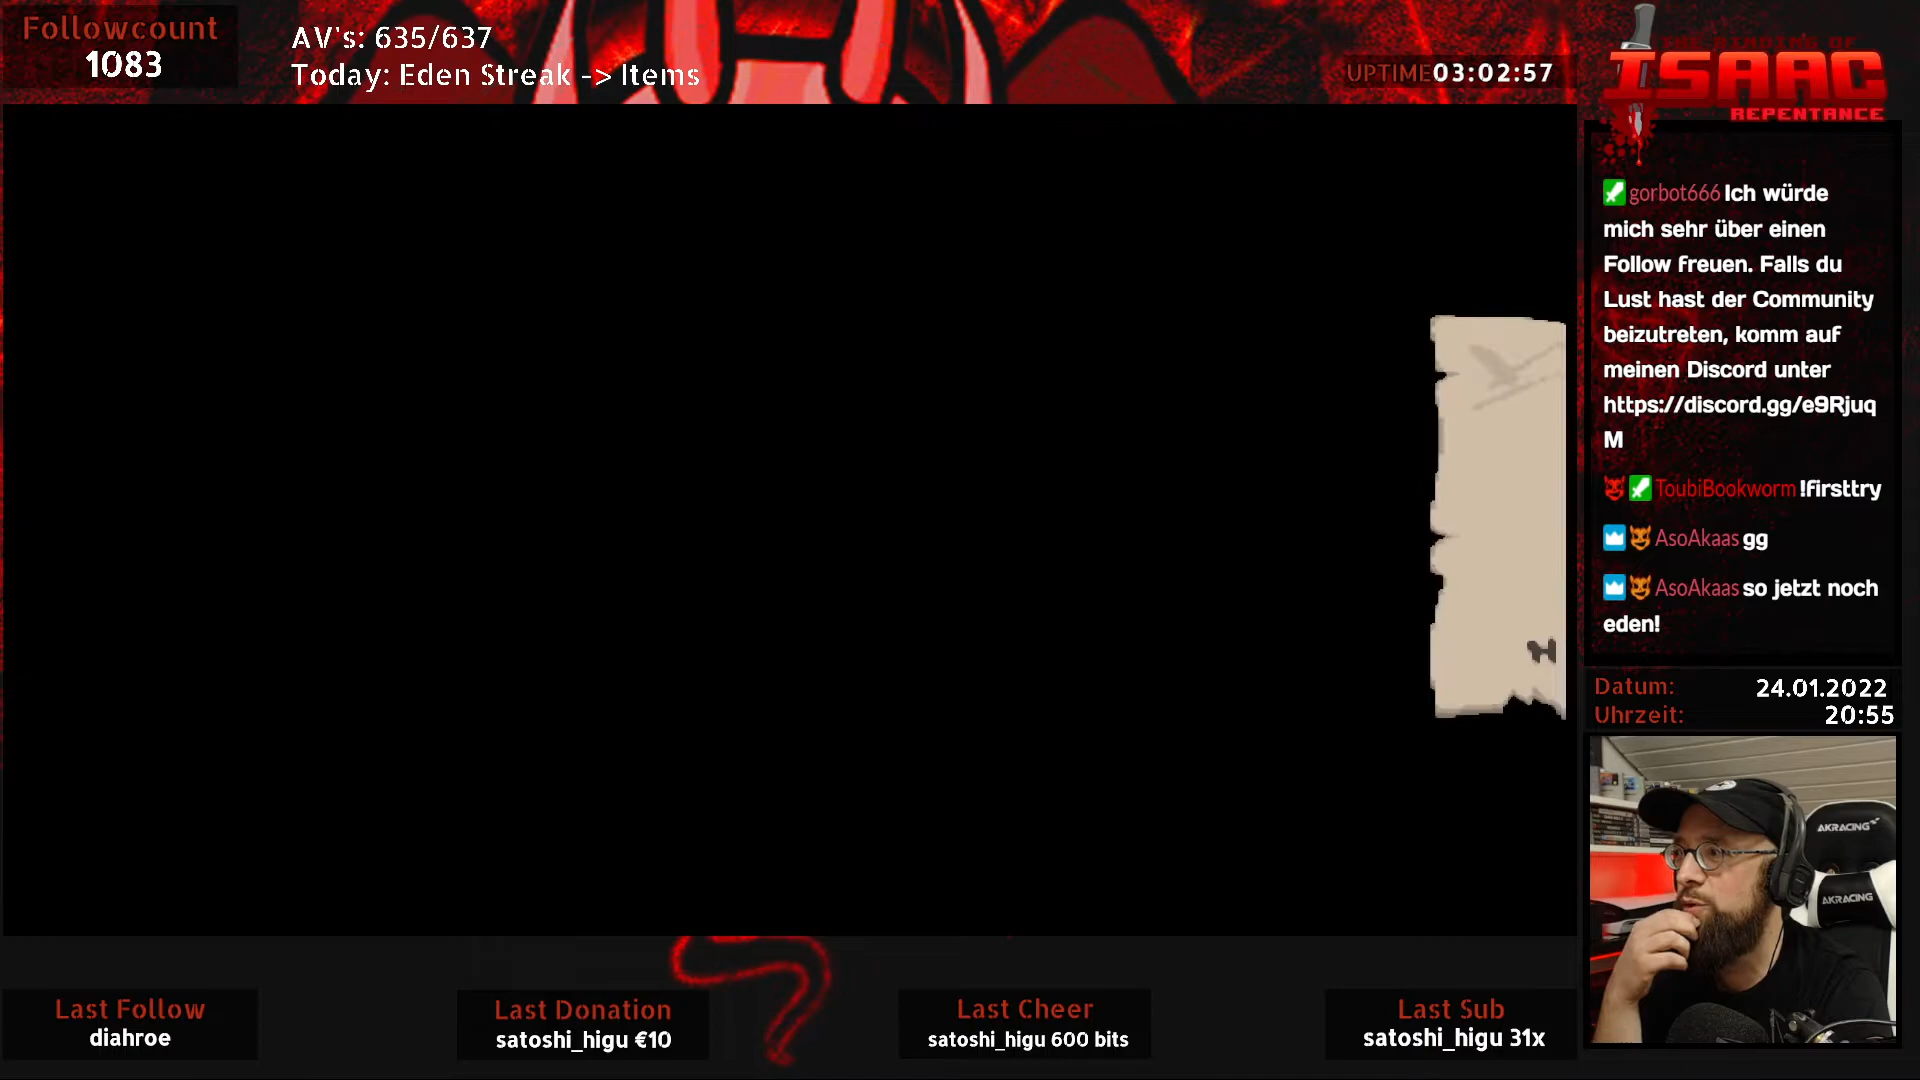 Followcount
1083
AV's: 635/637
Today: Eden Streak -> Items
UPTIME 03:02:57
THE BINDING OF
ISAAC
REPENTANCE
gorbot666 Ich würde
mich sehr über einen
Follow freuen. Falls du
Lust hast der Community
beizutreten, komm auf
meinen Discord unter
https://discord.gg/e9Rjuq
M
ToubiBookworm !firsttry
AsoAkaas gg
AsoAkaas so jetzt noch
eden!
Datum: 24.01.2022
Uhrzeit: 20:55
AKRACING
AKRACING
Last Follow
diahroe
Last Donation
satoshi_higu €10
Last Cheer
satoshi_higu 600 bits
Last Sub
satoshi_higu 31x